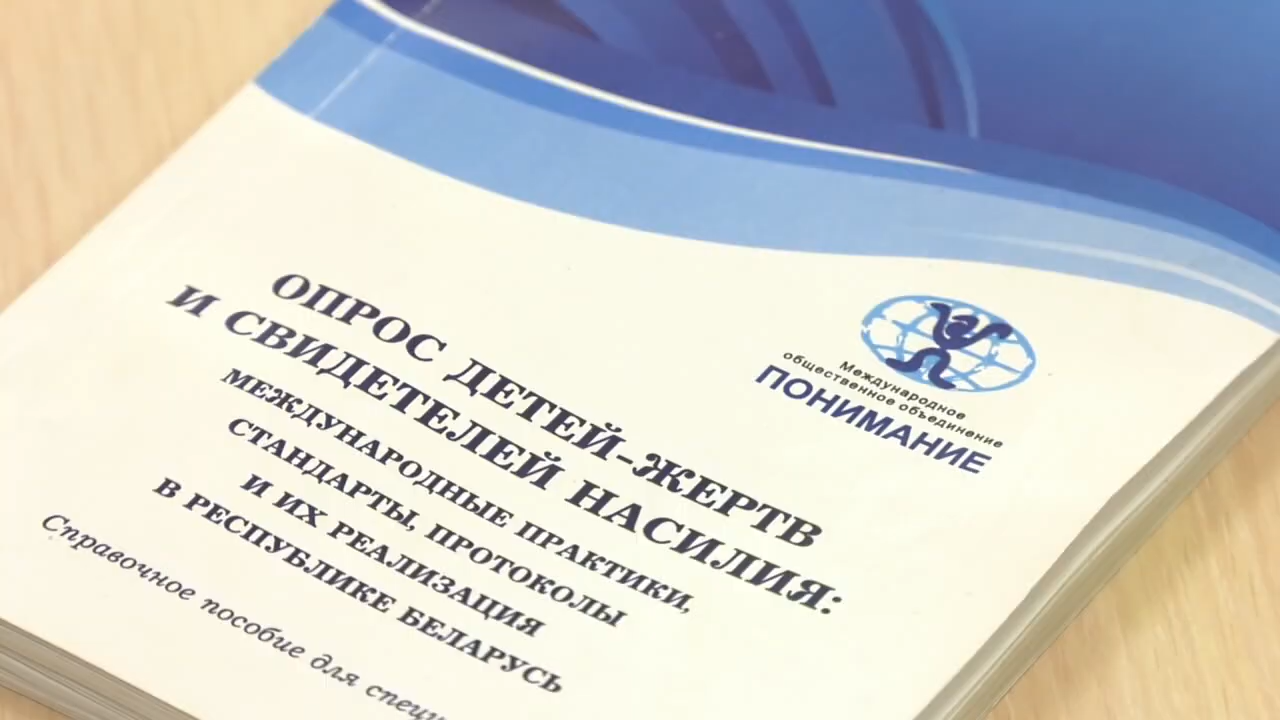 Международное
общественное объединение
ПОНИМАНИЕ
ОПРОС ДЕТЕЙ-ЖЕРТВ
И СВИДЕТЕЛЕЙ НАСИЛИЯ:
МЕЖДУНАРОДНЫЕ ПРАКТИКИ,
СТАНДАРТЫ, ПРОТОКОЛЫ
И ИХ РЕАЛИЗАЦИЯ
В РЕСПУБЛИКЕ БЕЛАРУСЬ
Справочное пособие для